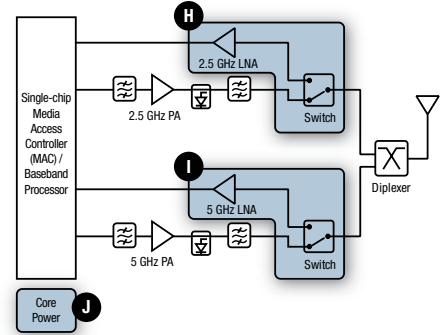 H
2.5 GHz LNA
Single-chip
Media
Access
Controller
(MAC) /
Baseband
Processor
2.5 GHz PA
Switch
Diplexer
I
5 GHz LNA
5 GHz PA
Switch
Core
Power
J